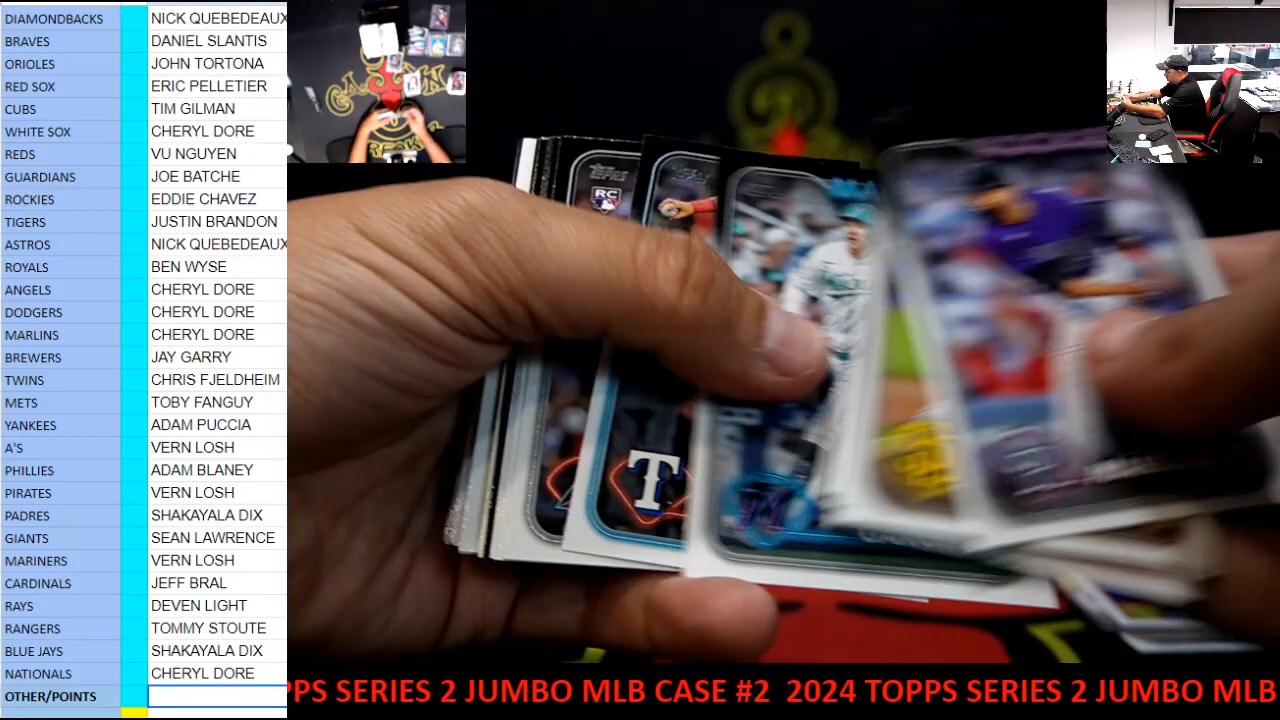 DIAMONDBACKS NICK QUEBEDEAUX
BRAVES DANIEL SLANTIS
ORIOLES JOHN TORTONA
RED SOX ERIC PELLETIER
CUBS TIM GILMAN
WHITE SOX CHERYL DORE
REDS VU NGUYEN
GUARDIANS JOE BATCHE
ROCKIES EDDIE CHAVEZ
TIGERS JUSTIN BRANDON
ASTROS NICK QUEBEDEAUX
ROYALS BEN WYSE
ANGELS CHERYL DORE
DODGERS CHERYL DORE
MARLINS CHERYL DORE
BREWERS JAY GARRY
TWINS CHRIS FJELDHEIM
METS TOBY FANGUY
YANKEES ADAM PUCCIA
A'S VERN LOSH
PHILLIES ADAM BLANEY
PIRATES VERN LOSH
PADRES SHAKAYALA DIX
GIANTS SEAN LAWRENCE
MARINERS VERN LOSH
CARDINALS JEFF BRAL
RAYS DEVEN LIGHT
RANGERS TOMMY STOUTE
BLUE JAYS SHAKAYALA DIX
NATIONALS CHERYL DORE
OTHER/POINTS
Topps
RC
T
PPS SERIES 2 JUMBO MLB CASE #2 2024 TOPPS SERIES 2 JUMBO MLB